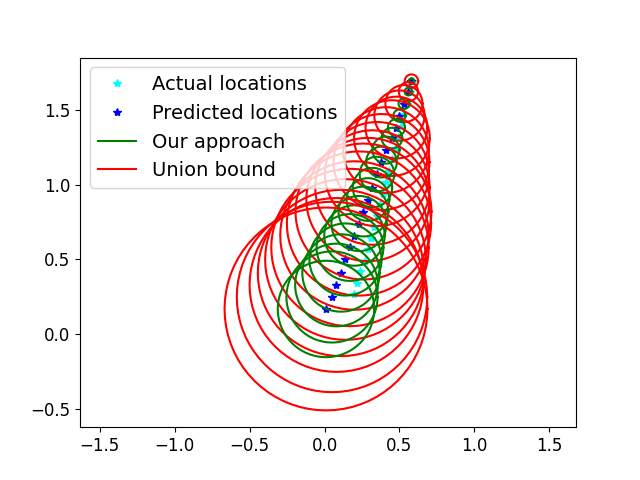 Actual locations
Predicted locations
Our approach
Union bound
1.5
1.0
0.5
0.0
−0.5
−1.5 −1.0 −0.5 0.0 0.5 1.0 1.5